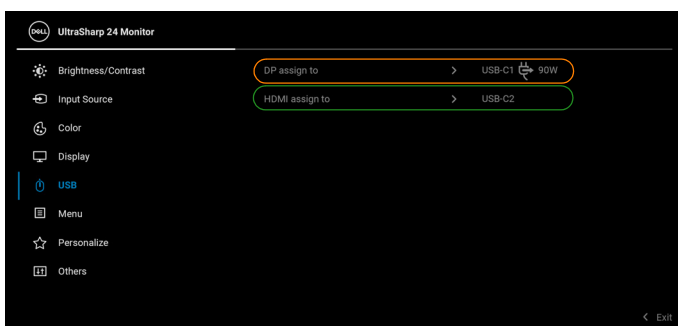 DELL UltraSharp 24 Monitor
Brightness/Contrast
DP assign to > USB-C1 90W
Input Source
HDMI assign to > USB-C2
Color
Display
USB
Menu
Personalize
Others
< Exit